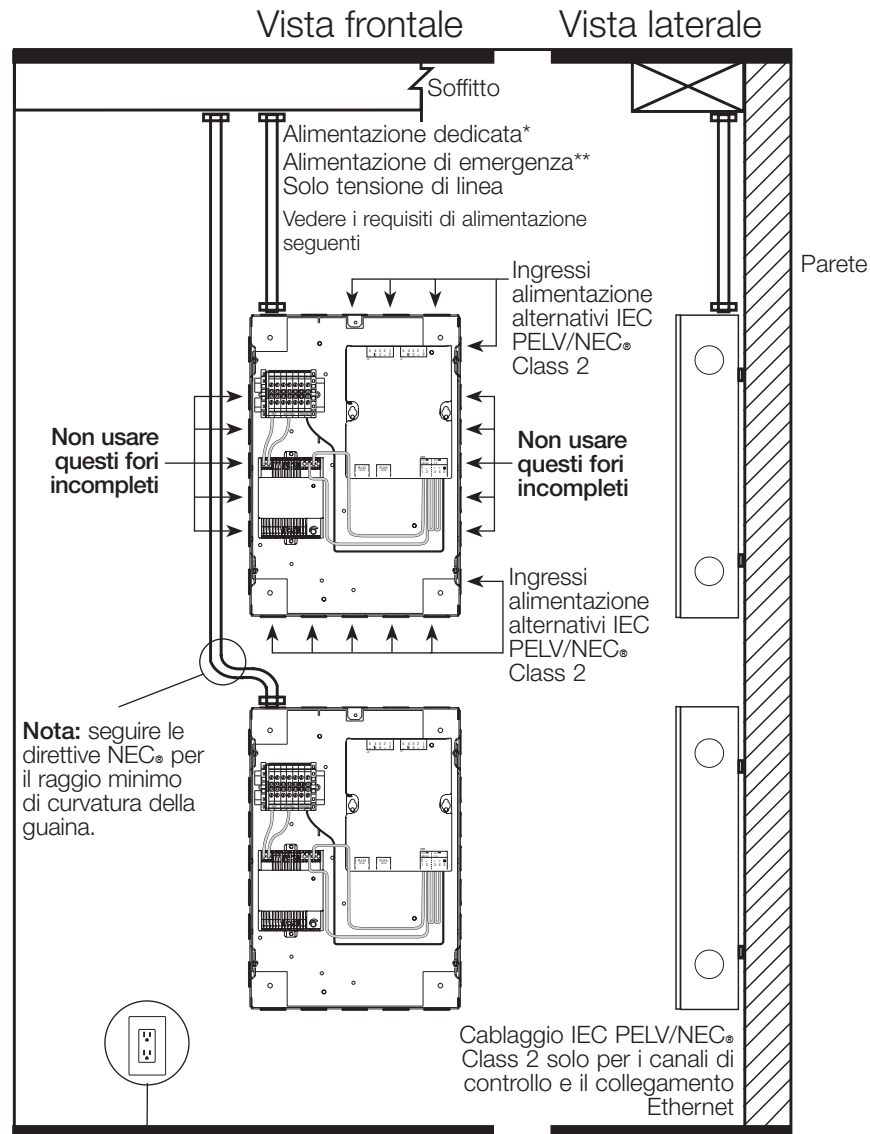 Vista frontale
Vista laterale
Soffitto
Alimentazione dedicata*
Alimentazione di emergenza**
Solo tensione di linea
Vedere i requisiti di alimentazione
seguenti
Parete
Ingressi
alimentazione
alternativi IEC
PELV/NEC®
Class 2
Non usare
questi fori
incompleti
Non usare
questi fori
incompleti
Ingressi
alimentazione
alternativi IEC
PELV/NEC®
Class 2
Nota: seguire le
direttive NEC® per
il raggio minimo
di curvatura della
guaina.
Cablaggio IEC PELV/NEC®
Class 2 solo per i canali di
controllo e il collegamento
Ethernet